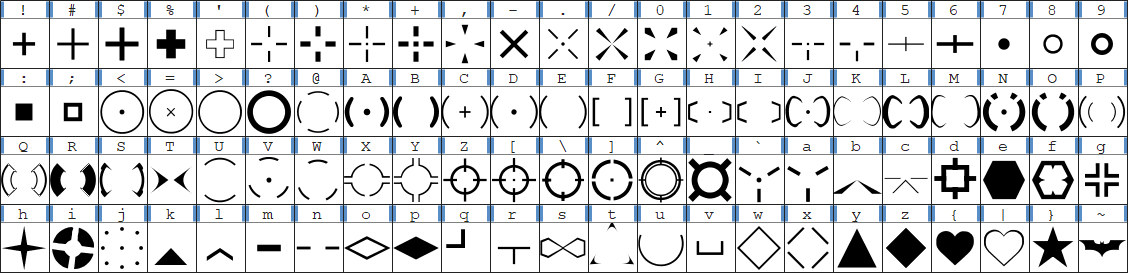 ! # $ % ' ( ) * + , - . / 0 1 2 3 4 5 6 7 8 9
: ; < = > ? @ A B C D E F G H I J K L M N O P
Q R S T U V W X Y Z [ \ ] ^ _ ` a b c d e f g
h i j k l m n o p q r s t u v w x y z { | } ~